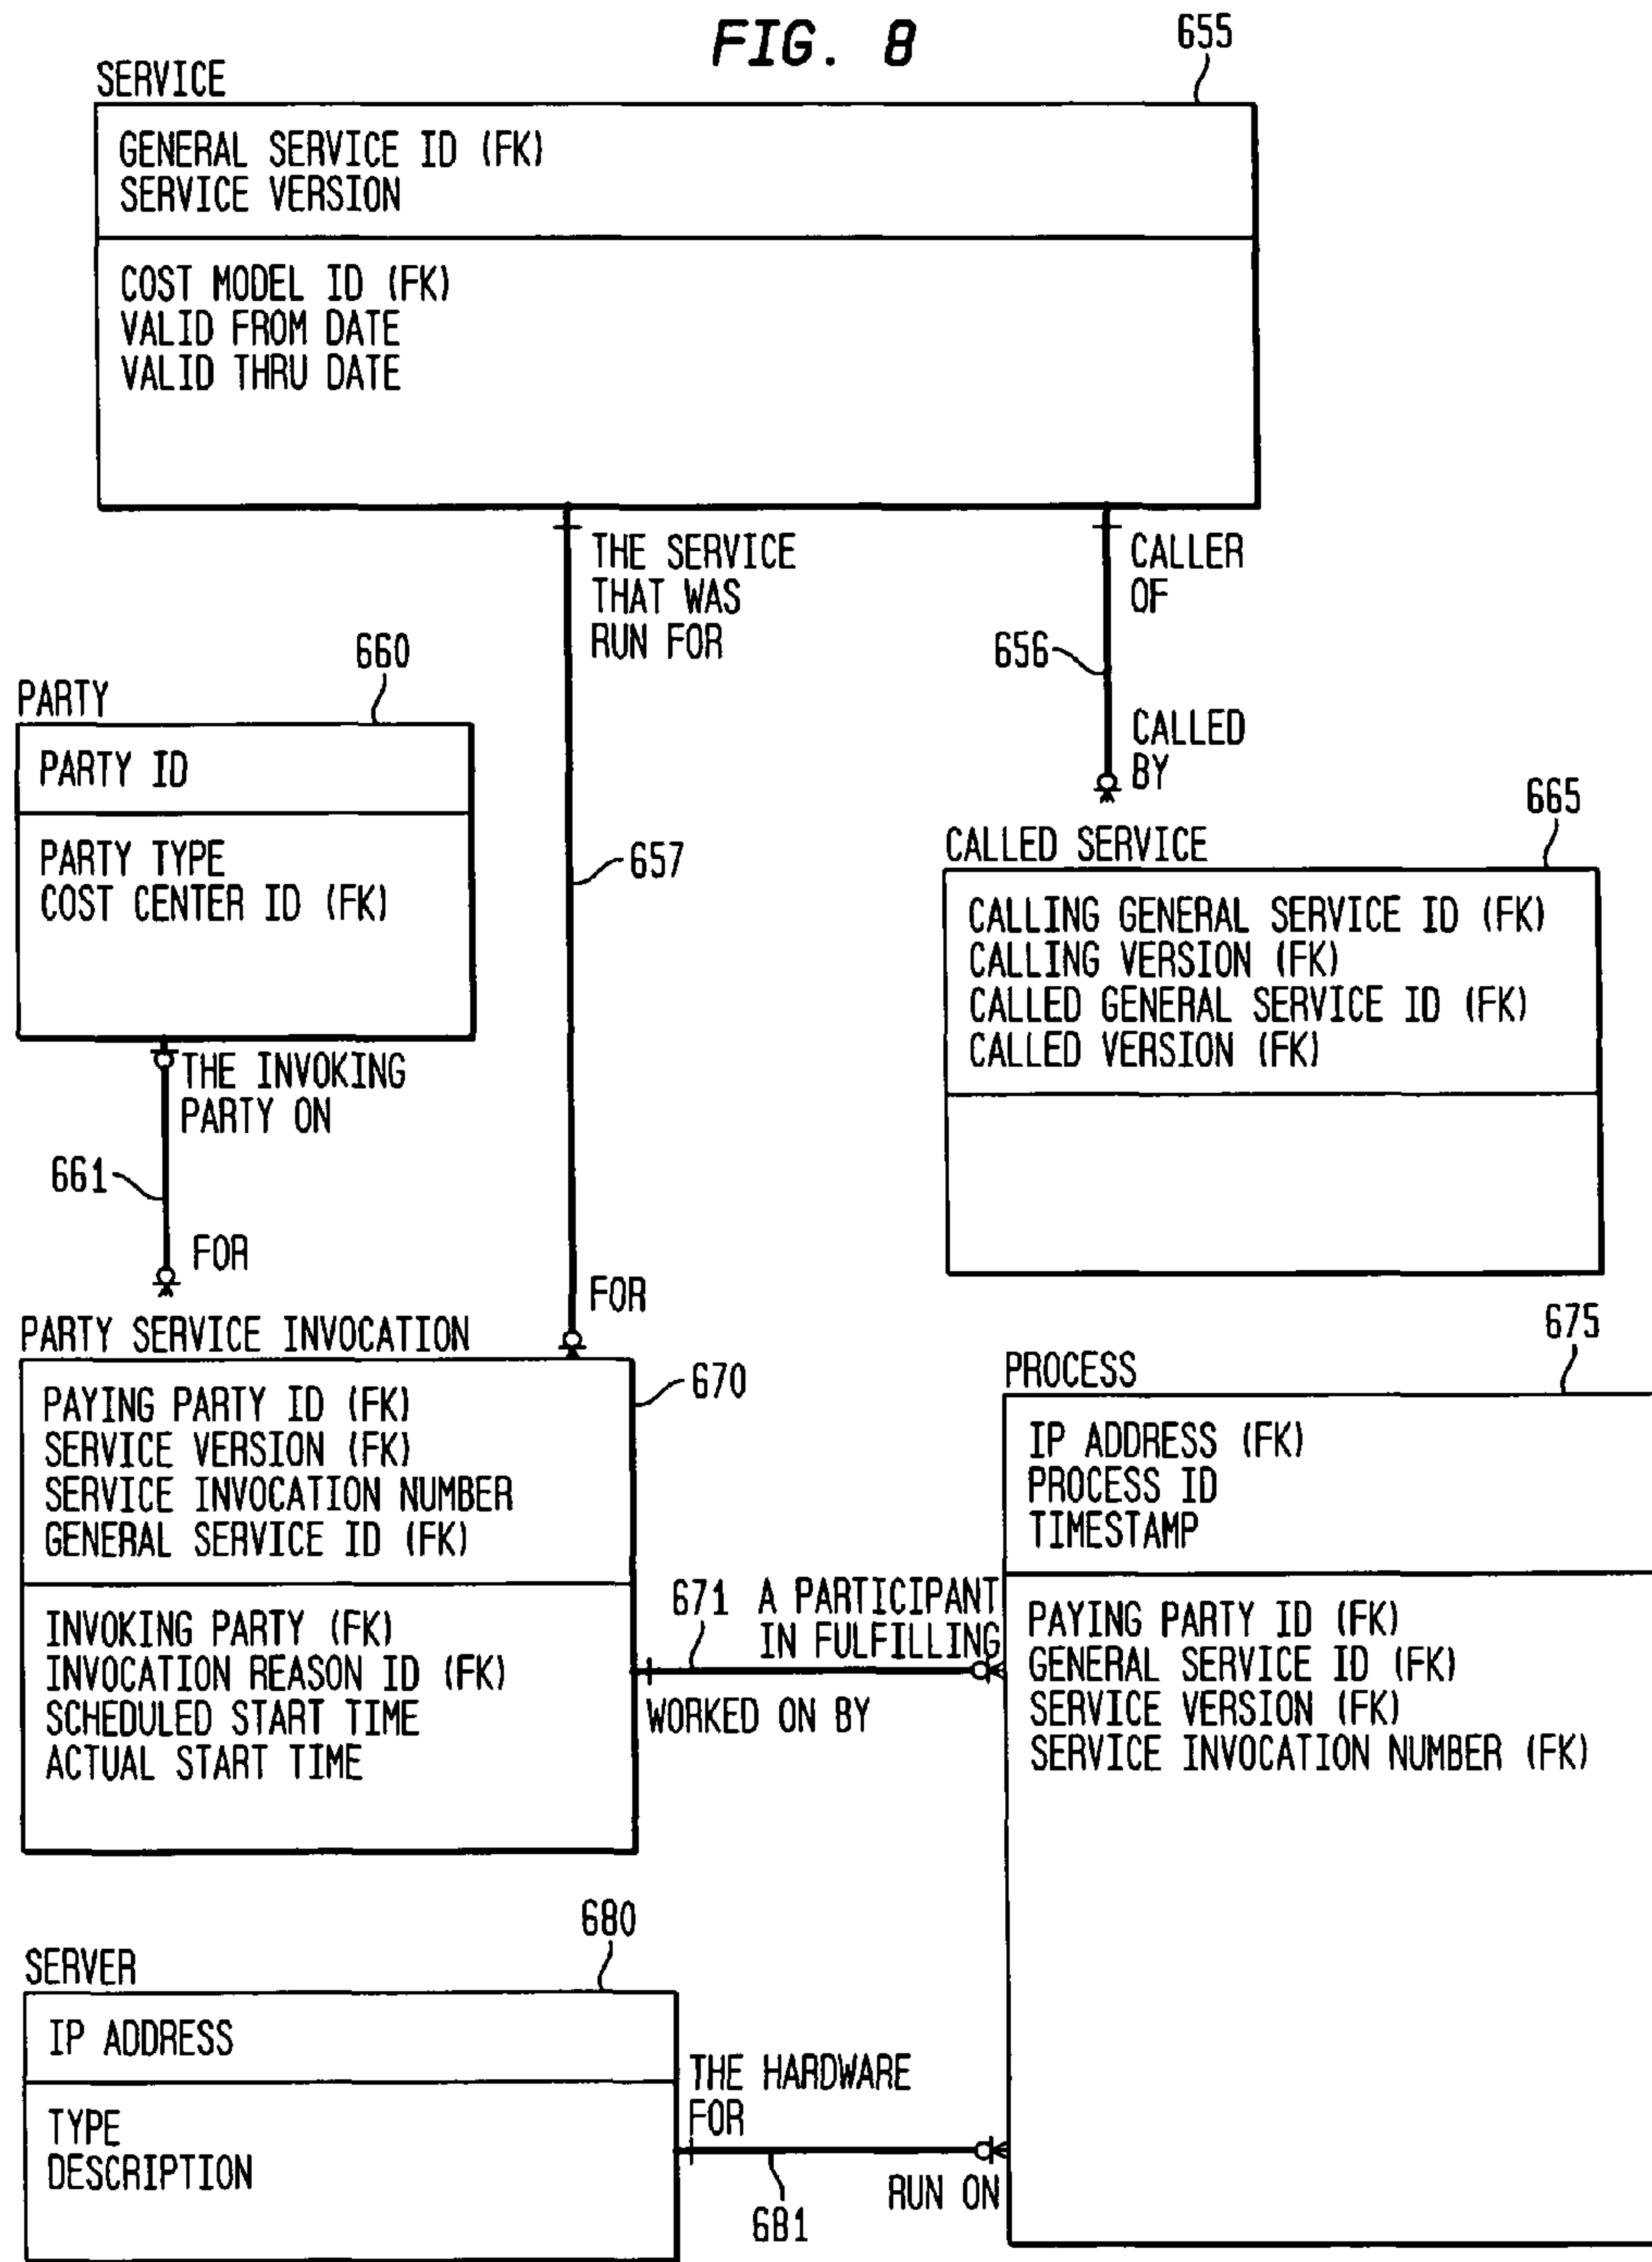 FIG. 8
655
SERVICE
GENERAL SERVICE ID (FK)
SERVICE VERSION
COST MODEL ID (FK)
VALID FROM DATE
VALID THRU DATE
THE SERVICE
THAT WAS
RUN FOR
CALLER
OF
656
CALLED
BY
660
PARTY
PARTY ID
PARTY TYPE
COST CENTER ID (FK)
657
665
CALLED SERVICE
CALLING GENERAL SERVICE ID (FK)
CALLING VERSION (FK)
CALLED GENERAL SERVICE ID (FK)
CALLED VERSION (FK)
THE INVOKING
PARTY ON
661
FOR
FOR
PARTY SERVICE INVOCATION
670
PAYING PARTY ID (FK)
SERVICE VERSION (FK)
SERVICE INVOCATION NUMBER
GENERAL SERVICE ID (FK)
INVOKING PARTY (FK)
INVOCATION REASON ID (FK)
SCHEDULED START TIME
ACTUAL START TIME
671
A PARTICIPANT
IN FULFILLING
WORKED ON BY
675
PROCESS
IP ADDRESS (FK)
PROCESS ID
TIMESTAMP
PAYING PARTY ID (FK)
GENERAL SERVICE ID (FK)
SERVICE VERSION (FK)
SERVICE INVOCATION NUMBER (FK)
680
SERVER
IP ADDRESS
TYPE
DESCRIPTION
THE HARDWARE
FOR
681
RUN ON